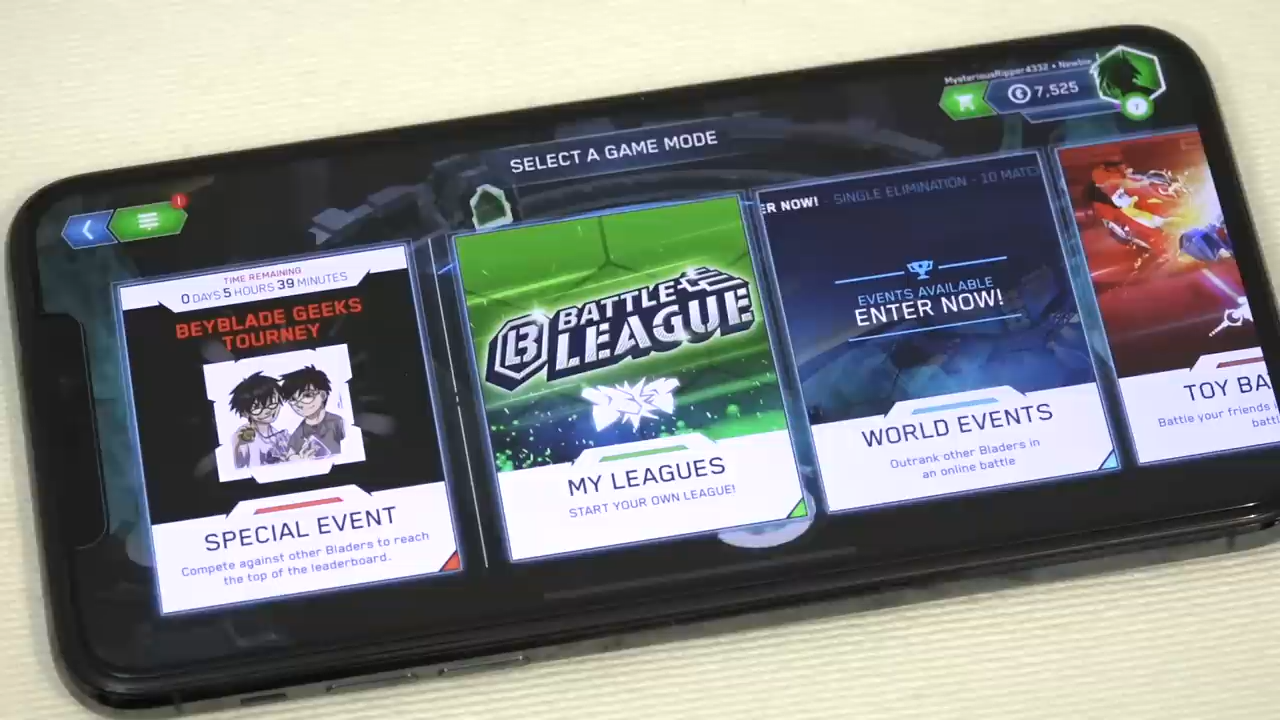 MysteriousRipper4332 • Newbie
7,525
SELECT A GAME MODE
TIME REMAINING
0 DAYS 5 HOURS 39 MINUTES
BEYBLADE GEEKS
TOURNEY
SPECIAL EVENT
Compete against other Bladers to reach
the top of the leaderboard.
BATTLE
LEAGUE
MY LEAGUES
START YOUR OWN LEAGUE!
ER NOW! - SINGLE ELIMINATION - 10 MATC
EVENTS AVAILABLE
ENTER NOW!
WORLD EVENTS
Outrank other Bladers in
an online battle
TOY BA
Battle your friends
battl